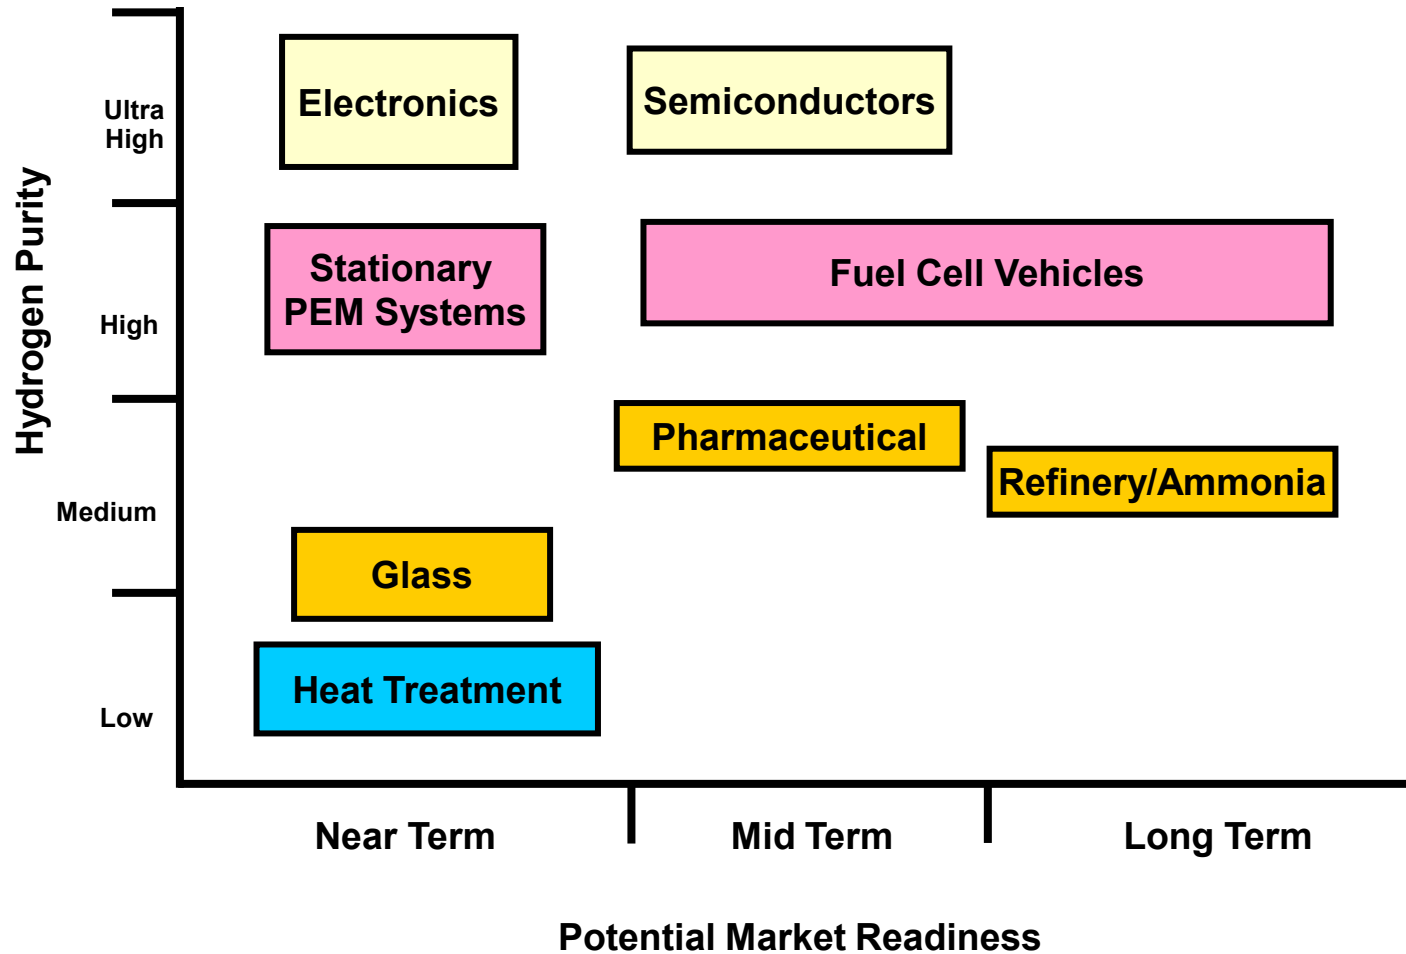 Hydrogen Purity
Ultra
High
High
Medium
Low
Electronics
Semiconductors
Stationary
PEM Systems
Fuel Cell Vehicles
Pharmaceutical
Refinery/Ammonia
Glass
Heat Treatment
Near Term
Mid Term
Long Term
Potential Market Readiness